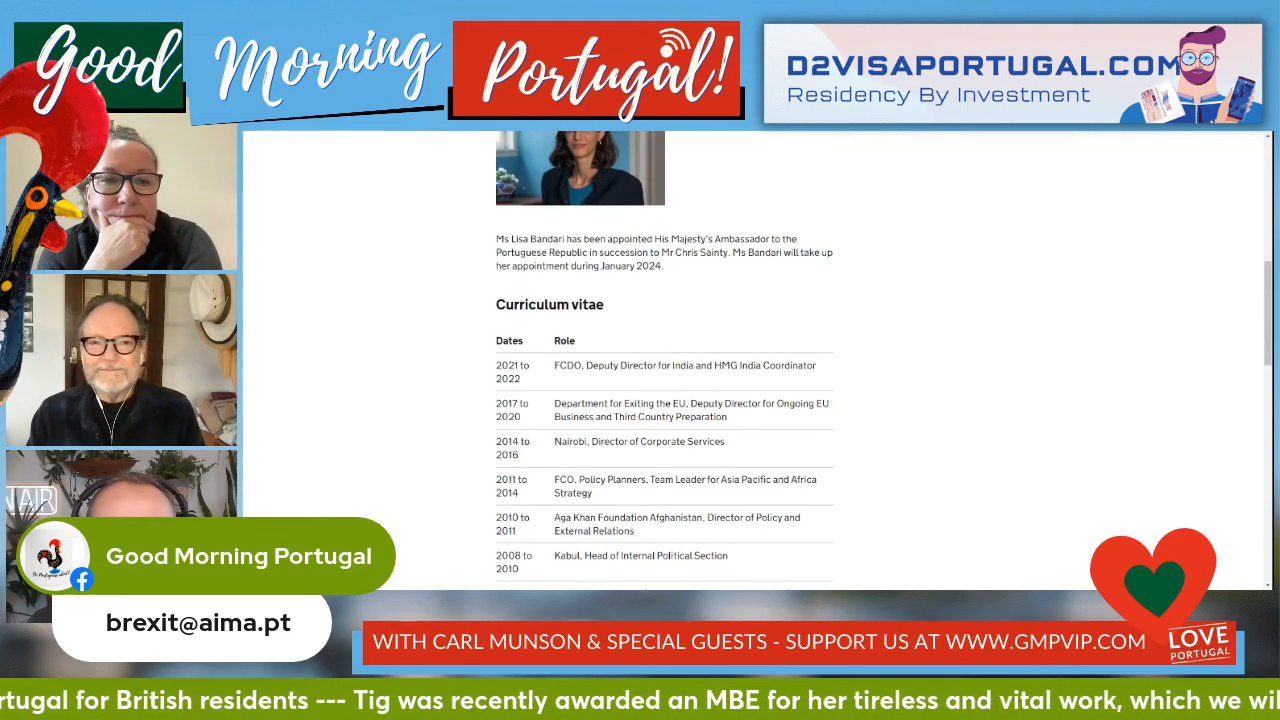 Good Morning Portugal!
D2VISAPORTUGAL.COM
Residency By Investment
Ms Lisa Bandari has been appointed His Majesty's Ambassador to the
Portuguese Republic in succession to Mr Chris Sainty. Ms Bandari will take up
her appointment during January 2024.
Curriculum vitae
Dates Role
2021 to FCDO, Deputy Director for India and HMG India Coordinator
2022
2017 to Department for Exiting the EU, Deputy Director for Ongoing EU
2020 Business and Third Country Preparation
2014 to Nairobi, Director of Corporate Services
2016
2011 to FCO, Policy Planners, Team Leader for Asia Pacific and Africa
2014 Strategy
2010 to Aga Khan Foundation Afghanistan, Director of Policy and
2011 External Relations
2008 to Kabul, Head of Internal Political Section
2010
N AIR
Good Morning Portugal
brexit@aima.pt
WITH CARL MUNSON & SPECIAL GUESTS - SUPPORT US AT WWW.GMPVIP.COM
LOVE
PORTUGAL
rtugal for British residents --- Tig was recently awarded an MBE for her tireless and vital work, which we wil